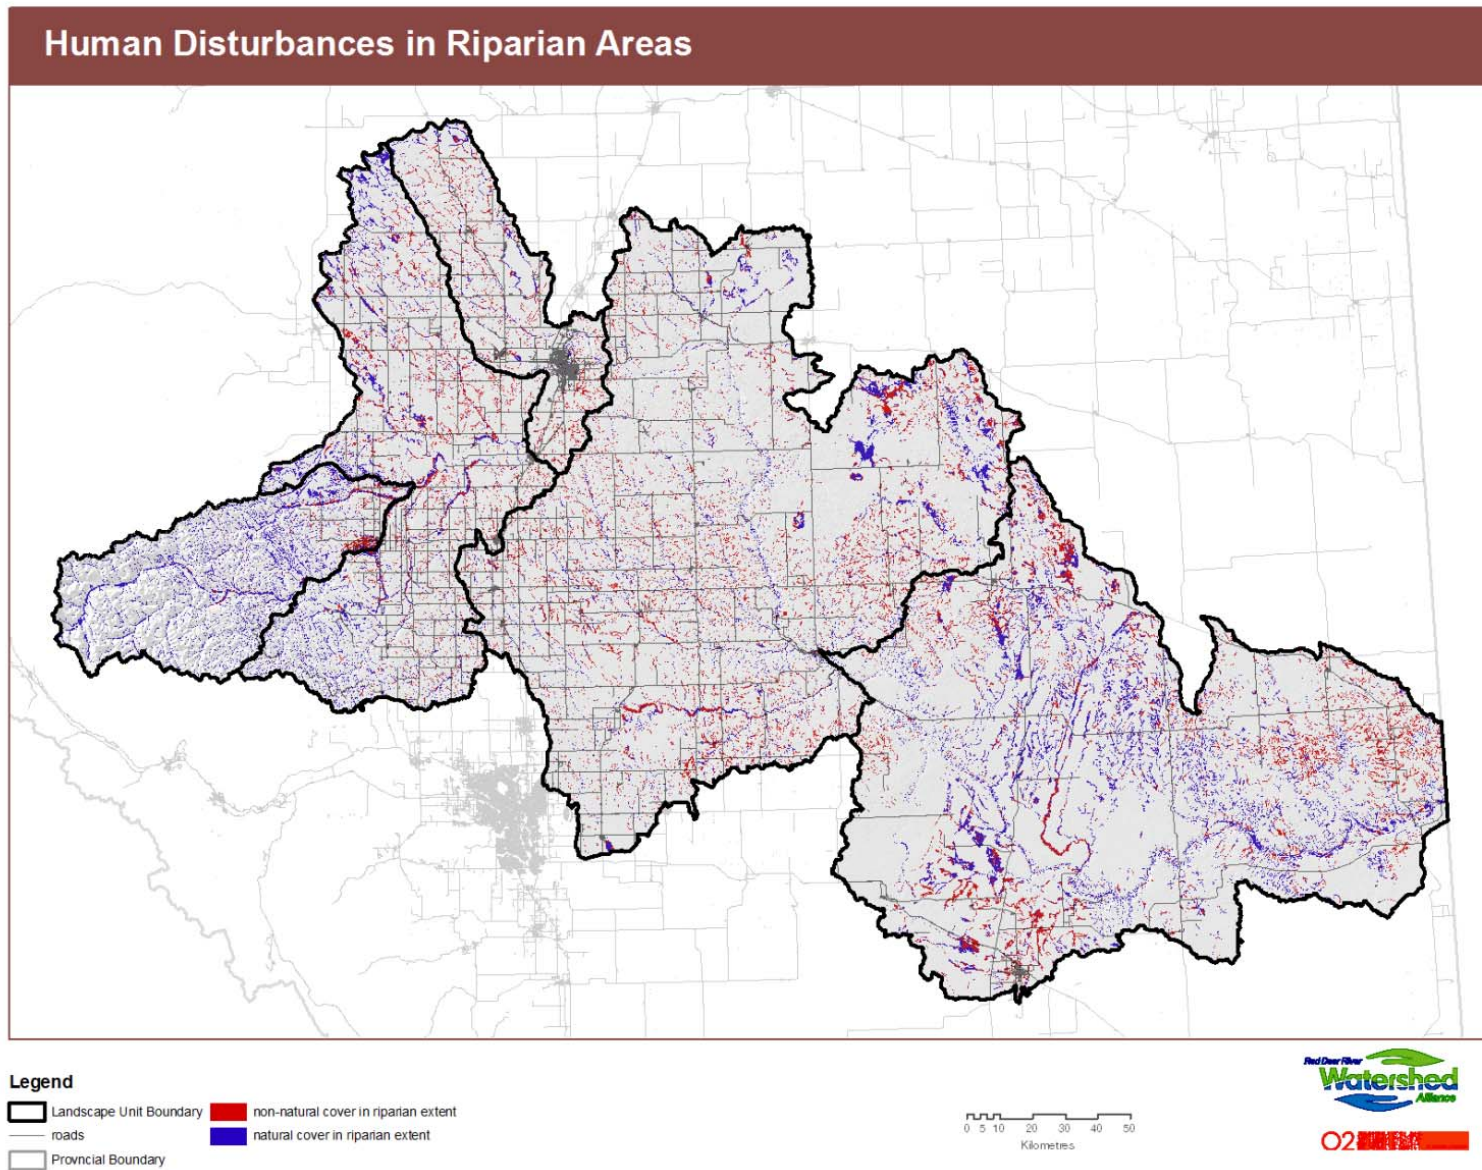 Human Disturbances in Riparian Areas
Legend
Landscape Unit Boundary
roads
Provncial Boundary
non-natural cover in riparian extent
natural cover in riparian extent
0 5 10 20 30 40 50
Kilometres
Red Deer River
Watershed
Alliance
O2